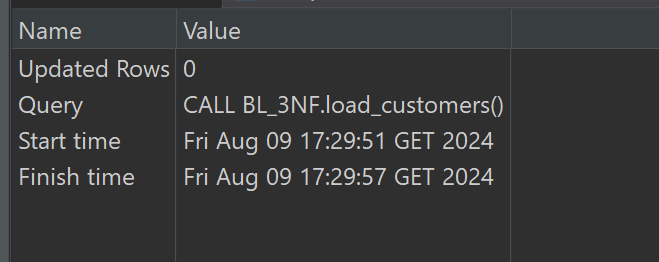 Name Value
Updated Rows 0
Query CALL BL_3NF.load_customers()
Start time Fri Aug 09 17:29:51 GET 2024
Finish time Fri Aug 09 17:29:57 GET 2024